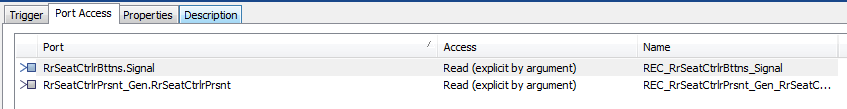 Trigger Port Access Properties Description
Port / Access Name
RrSeatCtrlrBttns.Signal Read (explicit by argument) REC_RrSeatCtrlrBttns_Signal
RrSeatCtrlrPrsnt_Gen.RrSeatCtrlrPrsnt Read (explicit by argument) REC_RrSeatCtrlrPrsnt_Gen_RrSeatC...